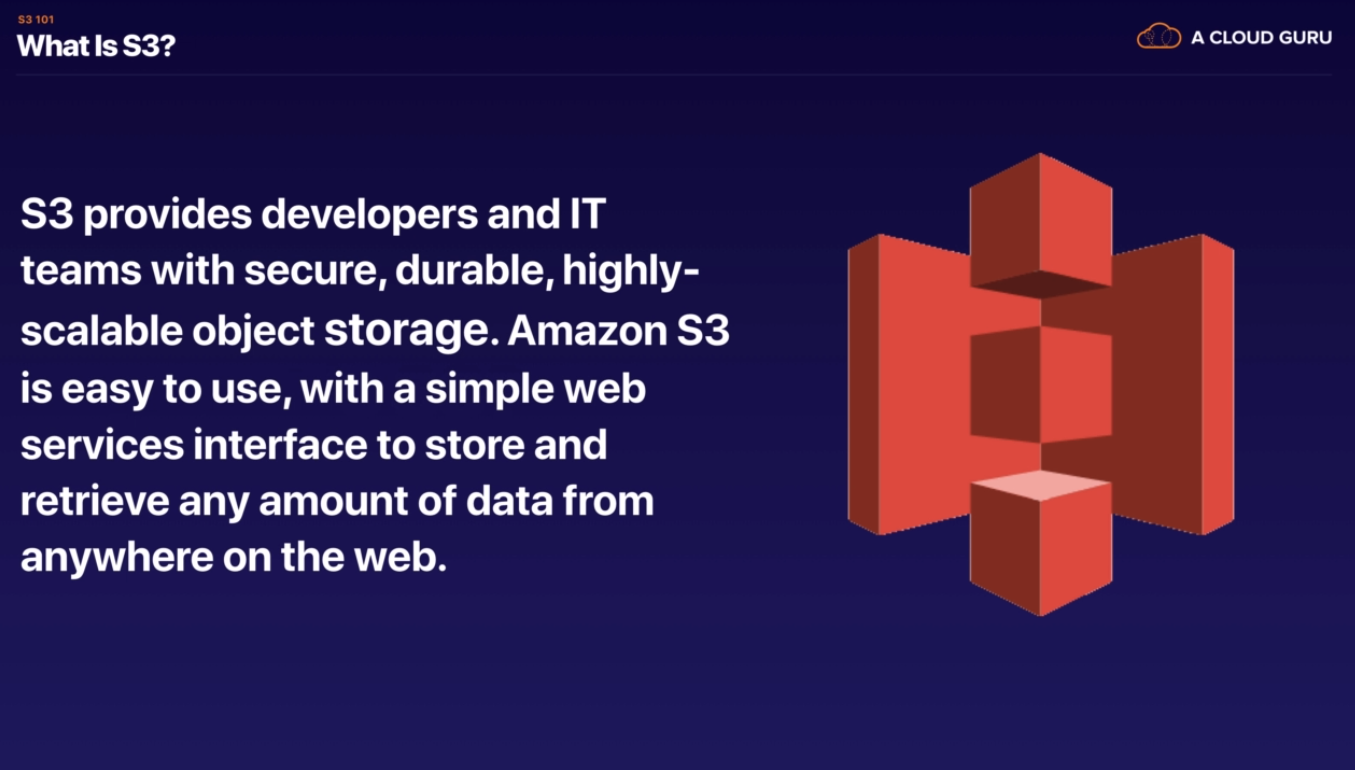 S3 101
What Is S3?
A CLOUD GURU
S3 provides developers and IT
teams with secure, durable, highly-
scalable object storage. Amazon S3
is easy to use, with a simple web
services interface to store and
retrieve any amount of data from
anywhere on the web.